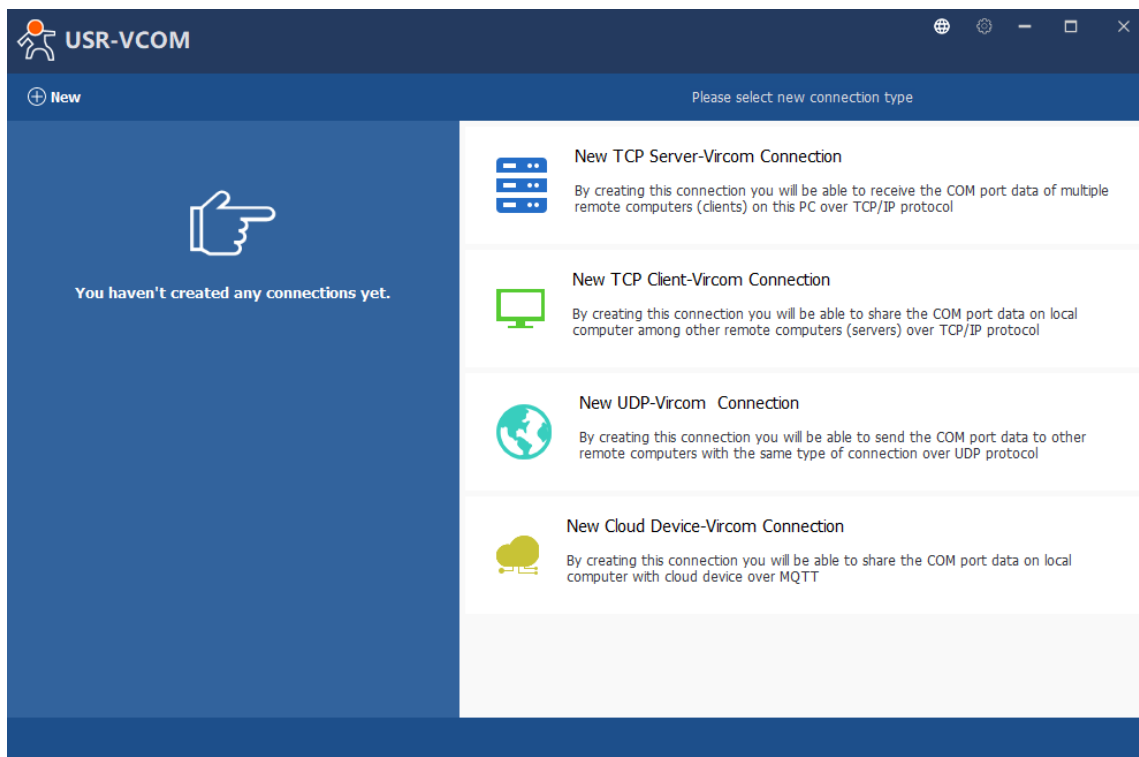 USR-VCOM
New
Please select new connection type
You haven't created any connections yet.
New TCP Server-Vircom Connection
By creating this connection you will be able to receive the COM port data of multiple
remote computers (clients) on this PC over TCP/IP protocol
New TCP Client-Vircom Connection
By creating this connection you will be able to share the COM port data on local
computer among other remote computers (servers) over TCP/IP protocol
New UDP-Vircom  Connection
By creating this connection you will be able to send the COM port data to other
remote computers with the same type of connection over UDP protocol
New Cloud Device-Vircom Connection
By creating this connection you will be able to share the COM port data on local
computer with cloud device over MQTT